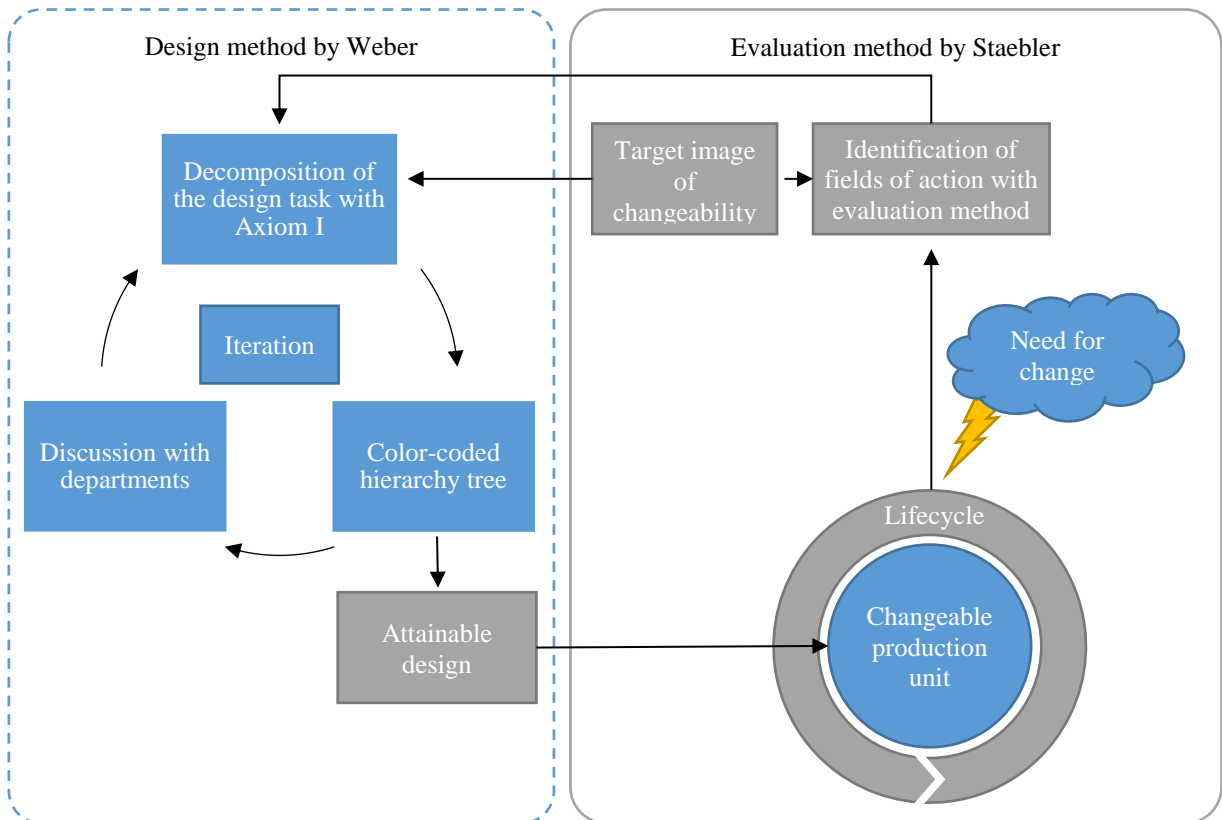 Design method by Weber
Evaluation method by Staebler
Decomposition of
the design task with
Axiom I
Target image
of
changeability
Identification of
fields of action with
evaluation method
Iteration
Need for
change
Discussion with
departments
Color-coded
hierarchy tree
Lifecycle
Attainable
design
Changeable
production
unit